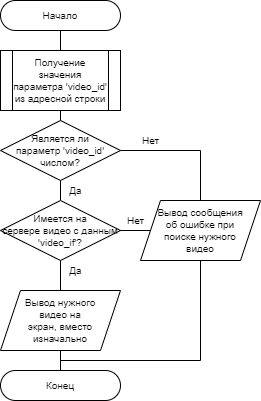 Начало
Получение
значения
параметра 'video_id'
из адресной строки
Является ли
параметр 'video_id'
числом?
Нет
Да
Имеется на
сервере видео с данным
'video_if'?
Нет
Вывод сообщения
об ошибке при
поиске нужного
видео
Да
Вывод нужного
видео на
экран, вместо
изначально
Конец